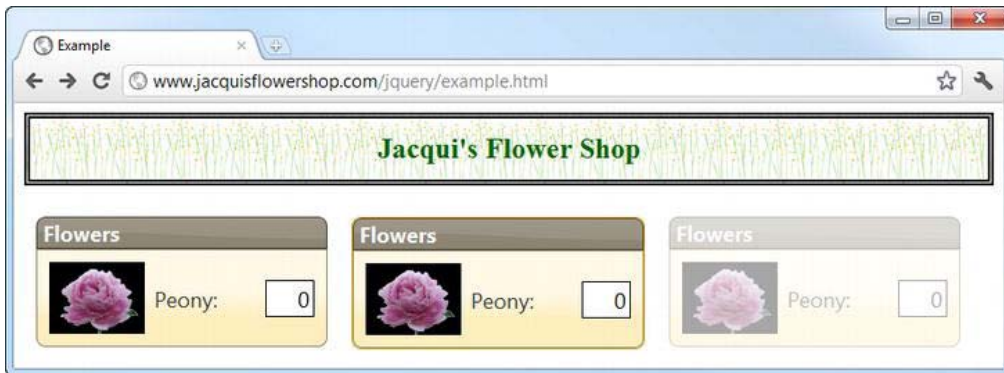 Example
www.jacquisflowershop.com/jquery/example.html
Jacqui's Flower Shop
Flowers
Peony: 0
Flowers
Peony: 0
Flowers
Peony: 0